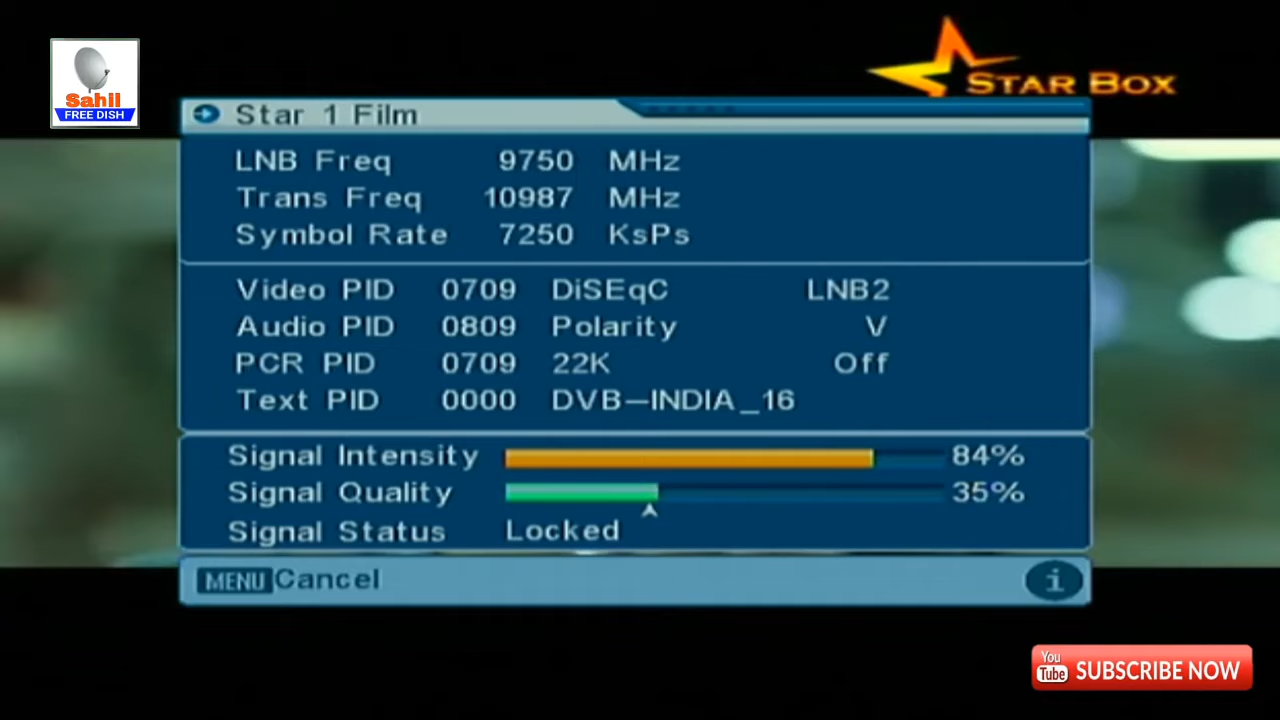 Sahil
FREE DISH
STAR BOX
Star 1 Film
LNB Freq 9750 MHz
Trans Freq 10987 MHz
Symbol Rate 7250 KsPs
Video PID 0709 DiSEqC LNB2
Audio PID 0809 Polarity V
PCR PID 0709 22K Off
Text PID 0000 DVB—INDIA_16
Signal Intensity 84%
Signal Quality 35%
Signal Status Locked
MENU Cancel i
You Tube SUBSCRIBE NOW